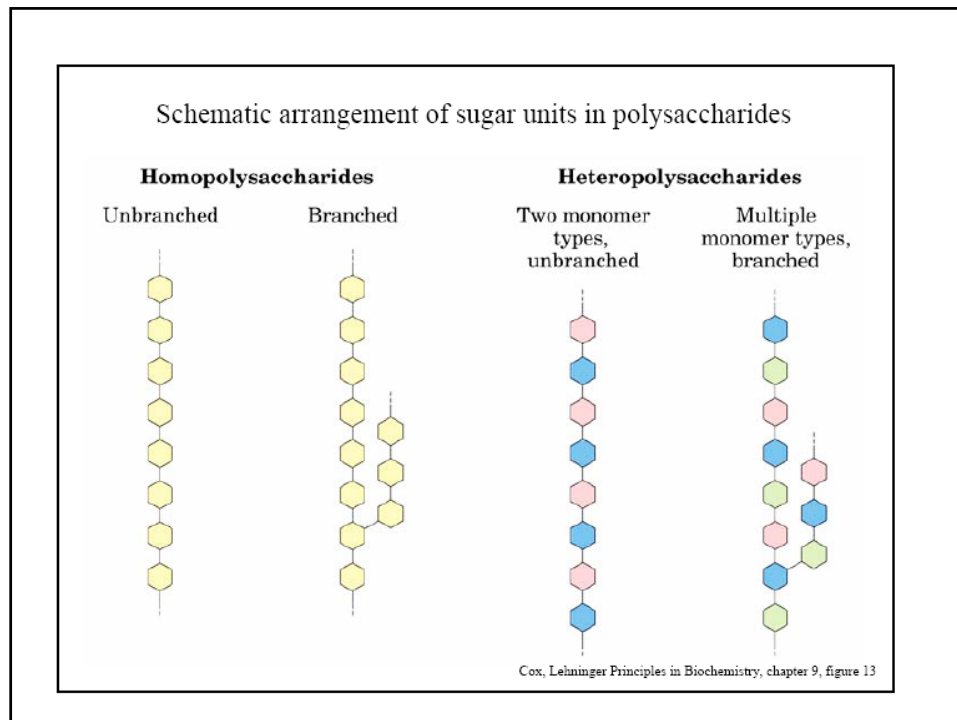 Schematic arrangement of sugar units in polysaccharides
Homopolysaccharides
Unbranched
Branched
Heteropolysaccharides
Two monomer
types,
unbranched
Multiple
monomer types,
branched
Cox, Lehninger Principles in Biochemistry, chapter 9, figure 13